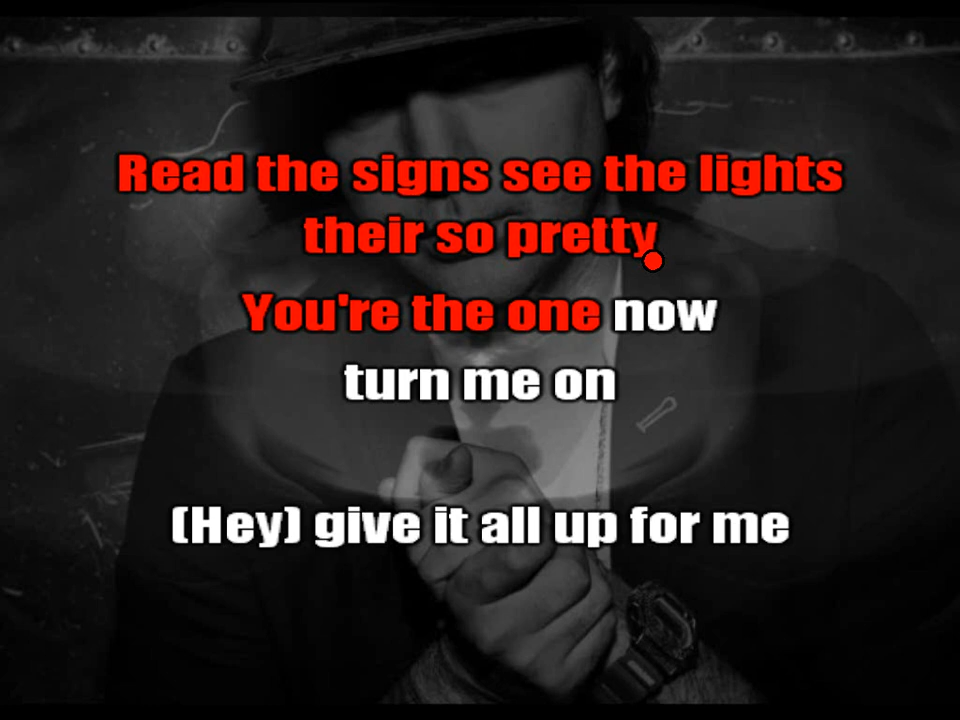 Read the signs see the lights
their so pretty
You're the one now
turn me on
(Hey) give it all up for me